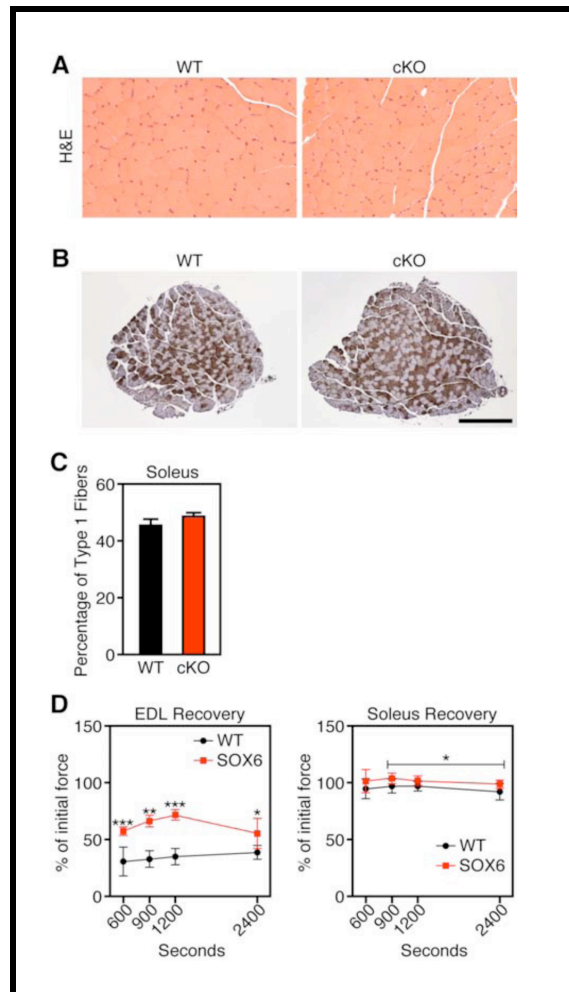 A
WT
cKO
H&E
B
WT
cKO
C
Soleus
Percentage of Type 1 Fibers
60
40
20
0
WT
cKO
D
EDL Recovery
% of initial force
150
100
50
0
WT
SOX6
***
**
***
*
600
900
1200
2400
Seconds
Soleus Recovery
% of initial force
150
100
50
0
*
WT
SOX6
600
900
1200
2400
Seconds